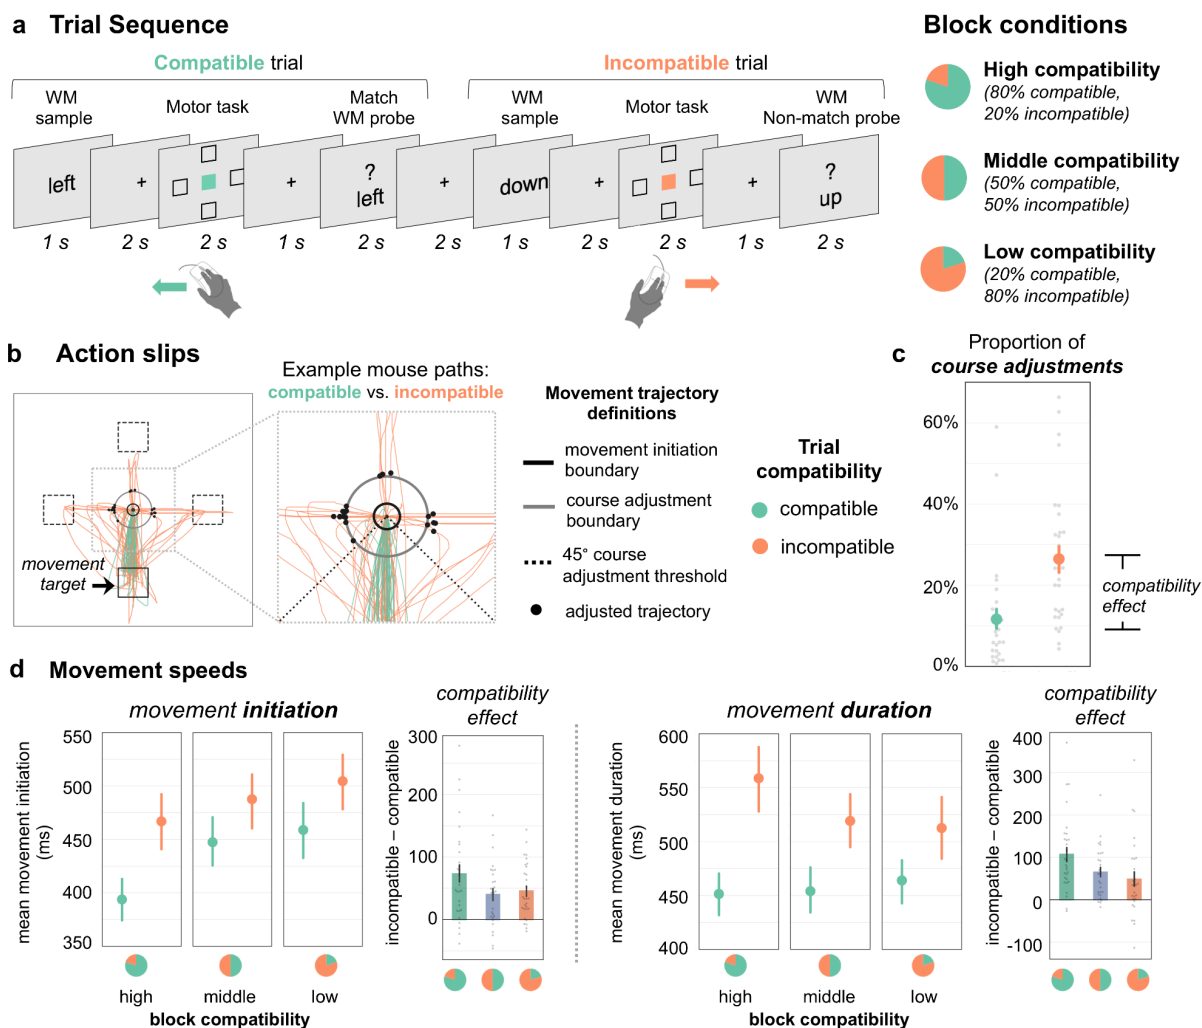 a Trial Sequence
Block conditions
Compatible trial
Incompatible trial
WM
sample
Motor task
Match
WM probe
WM
sample
Motor task
WM
Non-match probe
left
+
+
?
left
+
down
+
+
?
up
1 s
2 s
2 s
1 s
2 s
2 s
1 s
2 s
2 s
1 s
2 s
High compatibility
(80% compatible,
20% incompatible)
Middle compatibility
(50% compatible,
50% incompatible)
Low compatibility
(20% compatible,
80% incompatible)
b Action slips
Example mouse paths:
compatible vs. incompatible
movement
target
Movement trajectory
definitions
movement initiation
boundary
course adjustment
boundary
45° course
adjustment threshold
adjusted trajectory
Trial
compatibility
compatible
incompatible
c
Proportion of
course adjustments
60%
40%
20%
0%
compatibility
effect
d Movement speeds
movement initiation
mean movement initiation
(ms)
550
500
450
400
350
high
middle
low
block compatibility
compatibility
effect
incompatible – compatible
300
200
100
0
movement duration
mean movement duration
(ms)
600
550
500
450
400
high
middle
low
block compatibility
compatibility
effect
incompatible – compatible
400
300
200
100
0
-100